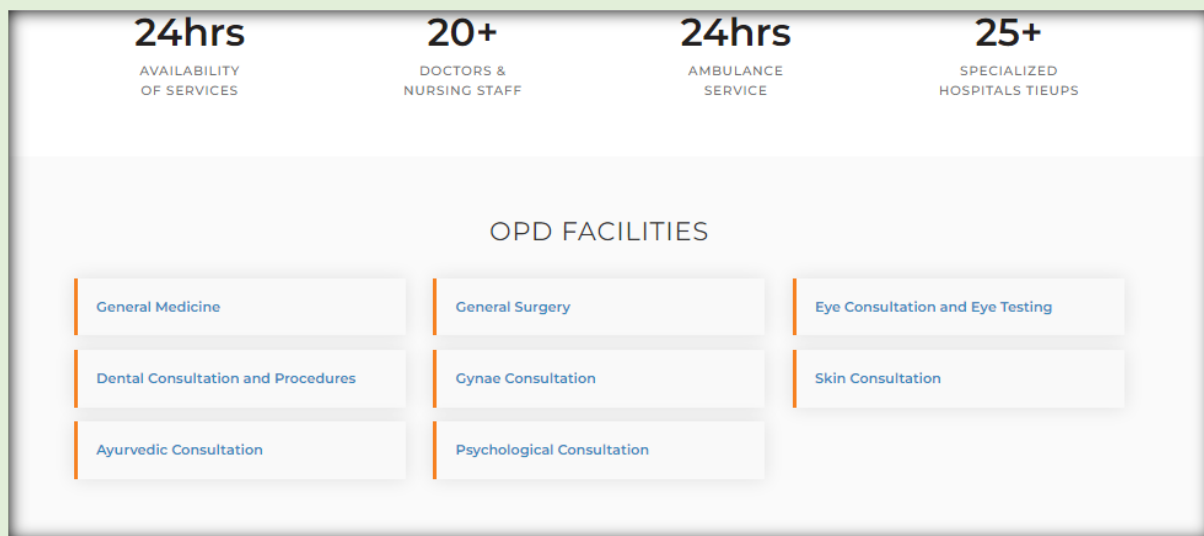 24hrs
20+
24hrs
25+
AVAILABILITY
OF SERVICES
DOCTORS &
NURSING STAFF
AMBULANCE
SERVICE
SPECIALIZED
HOSPITALS TIEUPS
OPD FACILITIES
General Medicine
General Surgery
Eye Consultation and Eye Testing
Dental Consultation and Procedures
Gynae Consultation
Skin Consultation
Ayurvedic Consultation
Psychological Consultation